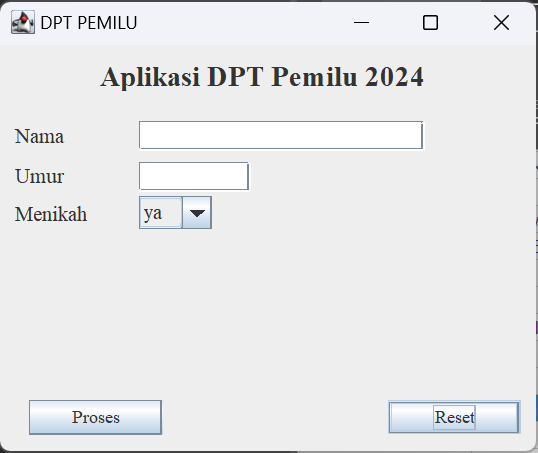 DPT PEMILU
Aplikasi DPT Pemilu 2024
Nama
Umur
Menikah ya
Proses Reset